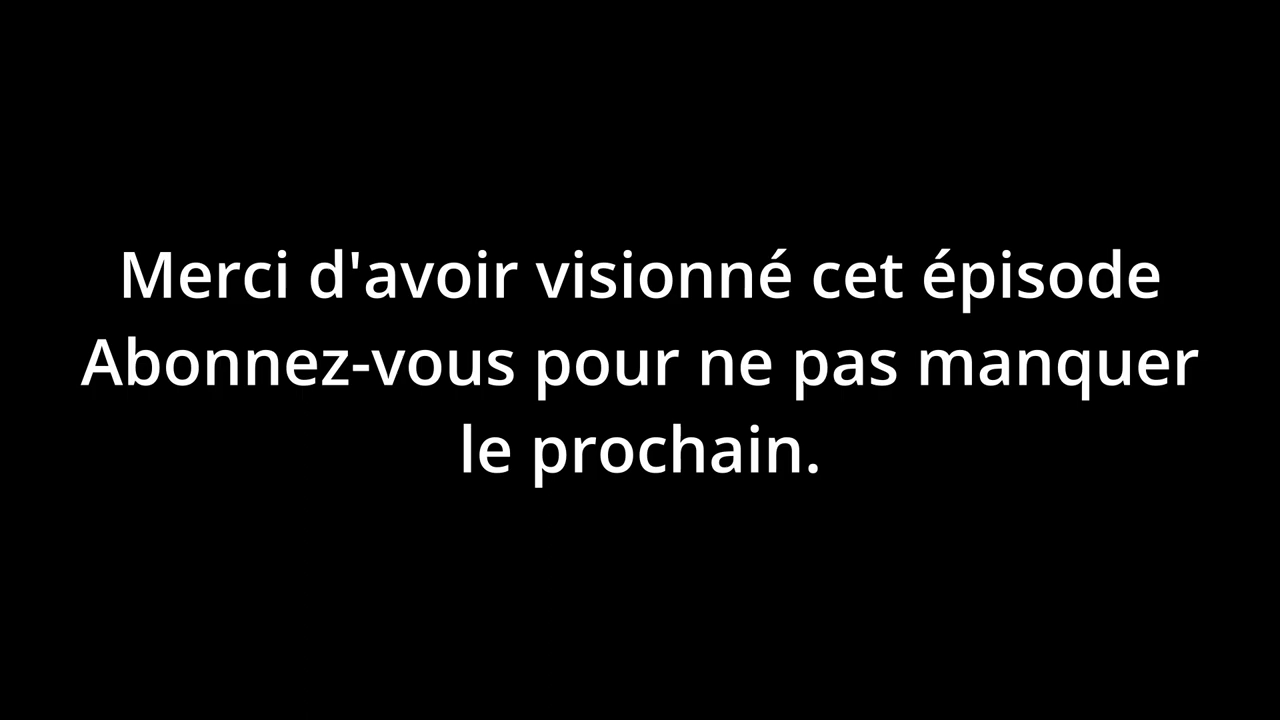 Merci d'avoir visionné cet épisode
Abonnez-vous pour ne pas manquer
le prochain.